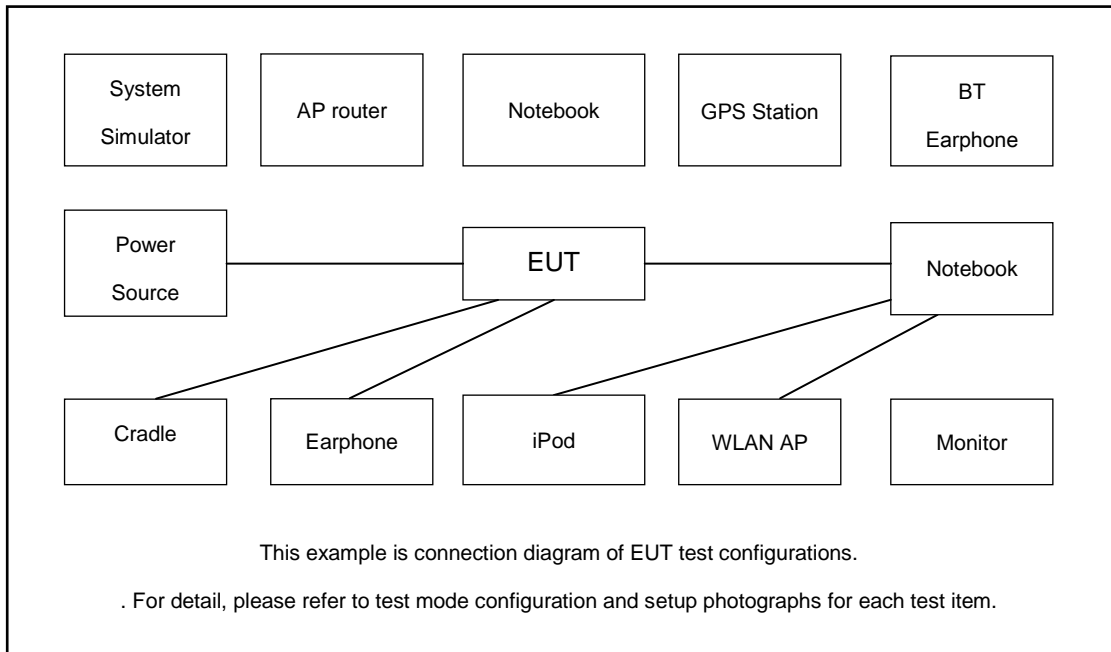 System
Simulator
AP router
Notebook
GPS Station
BT
Earphone
Power
Source
EUT
Notebook
Cradle
Earphone
iPod
WLAN AP
Monitor
This example is connection diagram of EUT test configurations.
. For detail, please refer to test mode configuration and setup photographs for each test item.